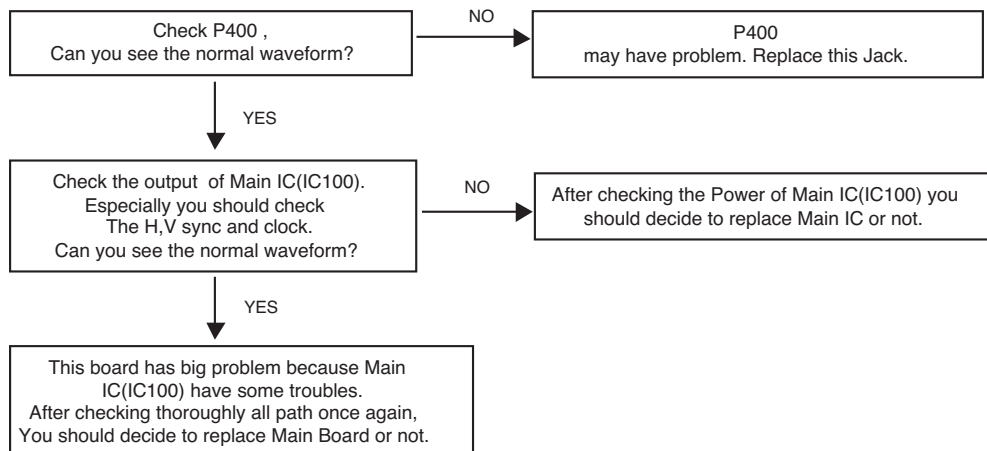 Check P400 ,
Can you see the normal waveform?
NO
P400
may have problem. Replace this Jack.
YES
Check the output of Main IC(IC100).
Especially you should check
The H,V sync and clock.
Can you see the normal waveform?
NO
After checking the Power of Main IC(IC100) you
should decide to replace Main IC or not.
YES
This board has big problem because Main
IC(IC100) have some troubles.
After checking thoroughly all path once again,
You should decide to replace Main Board or not.